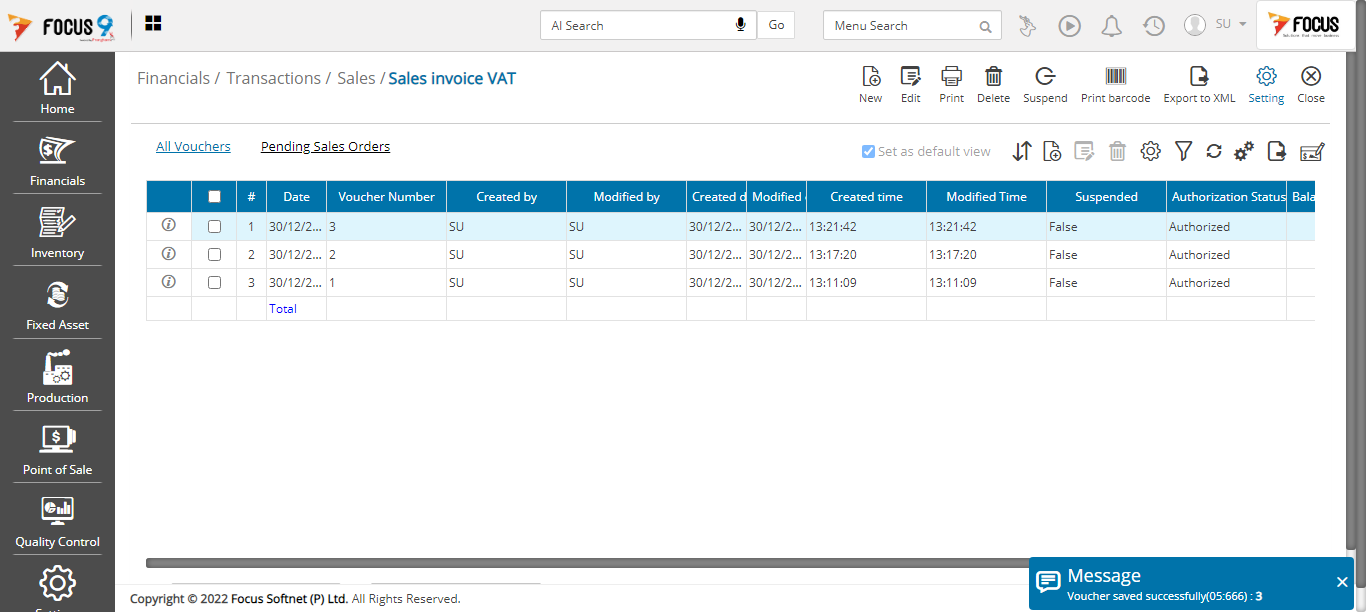 FOCUS 9
AI Search
Go
Menu Search
SU
FOCUS
Home
Financials
Inventory
Fixed Asset
Production
Point of Sale
Quality Control
Financials / Transactions / Sales / Sales invoice VAT
New Edit Print Delete Suspend Print barcode Export to XML Setting Close
All Vouchers Pending Sales Orders
Set as default view
# Date Voucher Number Created by Modified by Created d Modified Created time Modified Time Suspended Authorization Status Bala
1 30/12/2... 3 SU SU 30/12/2... 30/12/2... 13:21:42 13:21:42 False Authorized
2 30/12/2... 2 SU SU 30/12/2... 30/12/2... 13:17:20 13:17:20 False Authorized
3 30/12/2... 1 SU SU 30/12/2... 30/12/2... 13:11:09 13:11:09 False Authorized
Total
Message
Voucher saved successfully(05:666) : 3
Copyright © 2022 Focus Softnet (P) Ltd. All Rights Reserved.